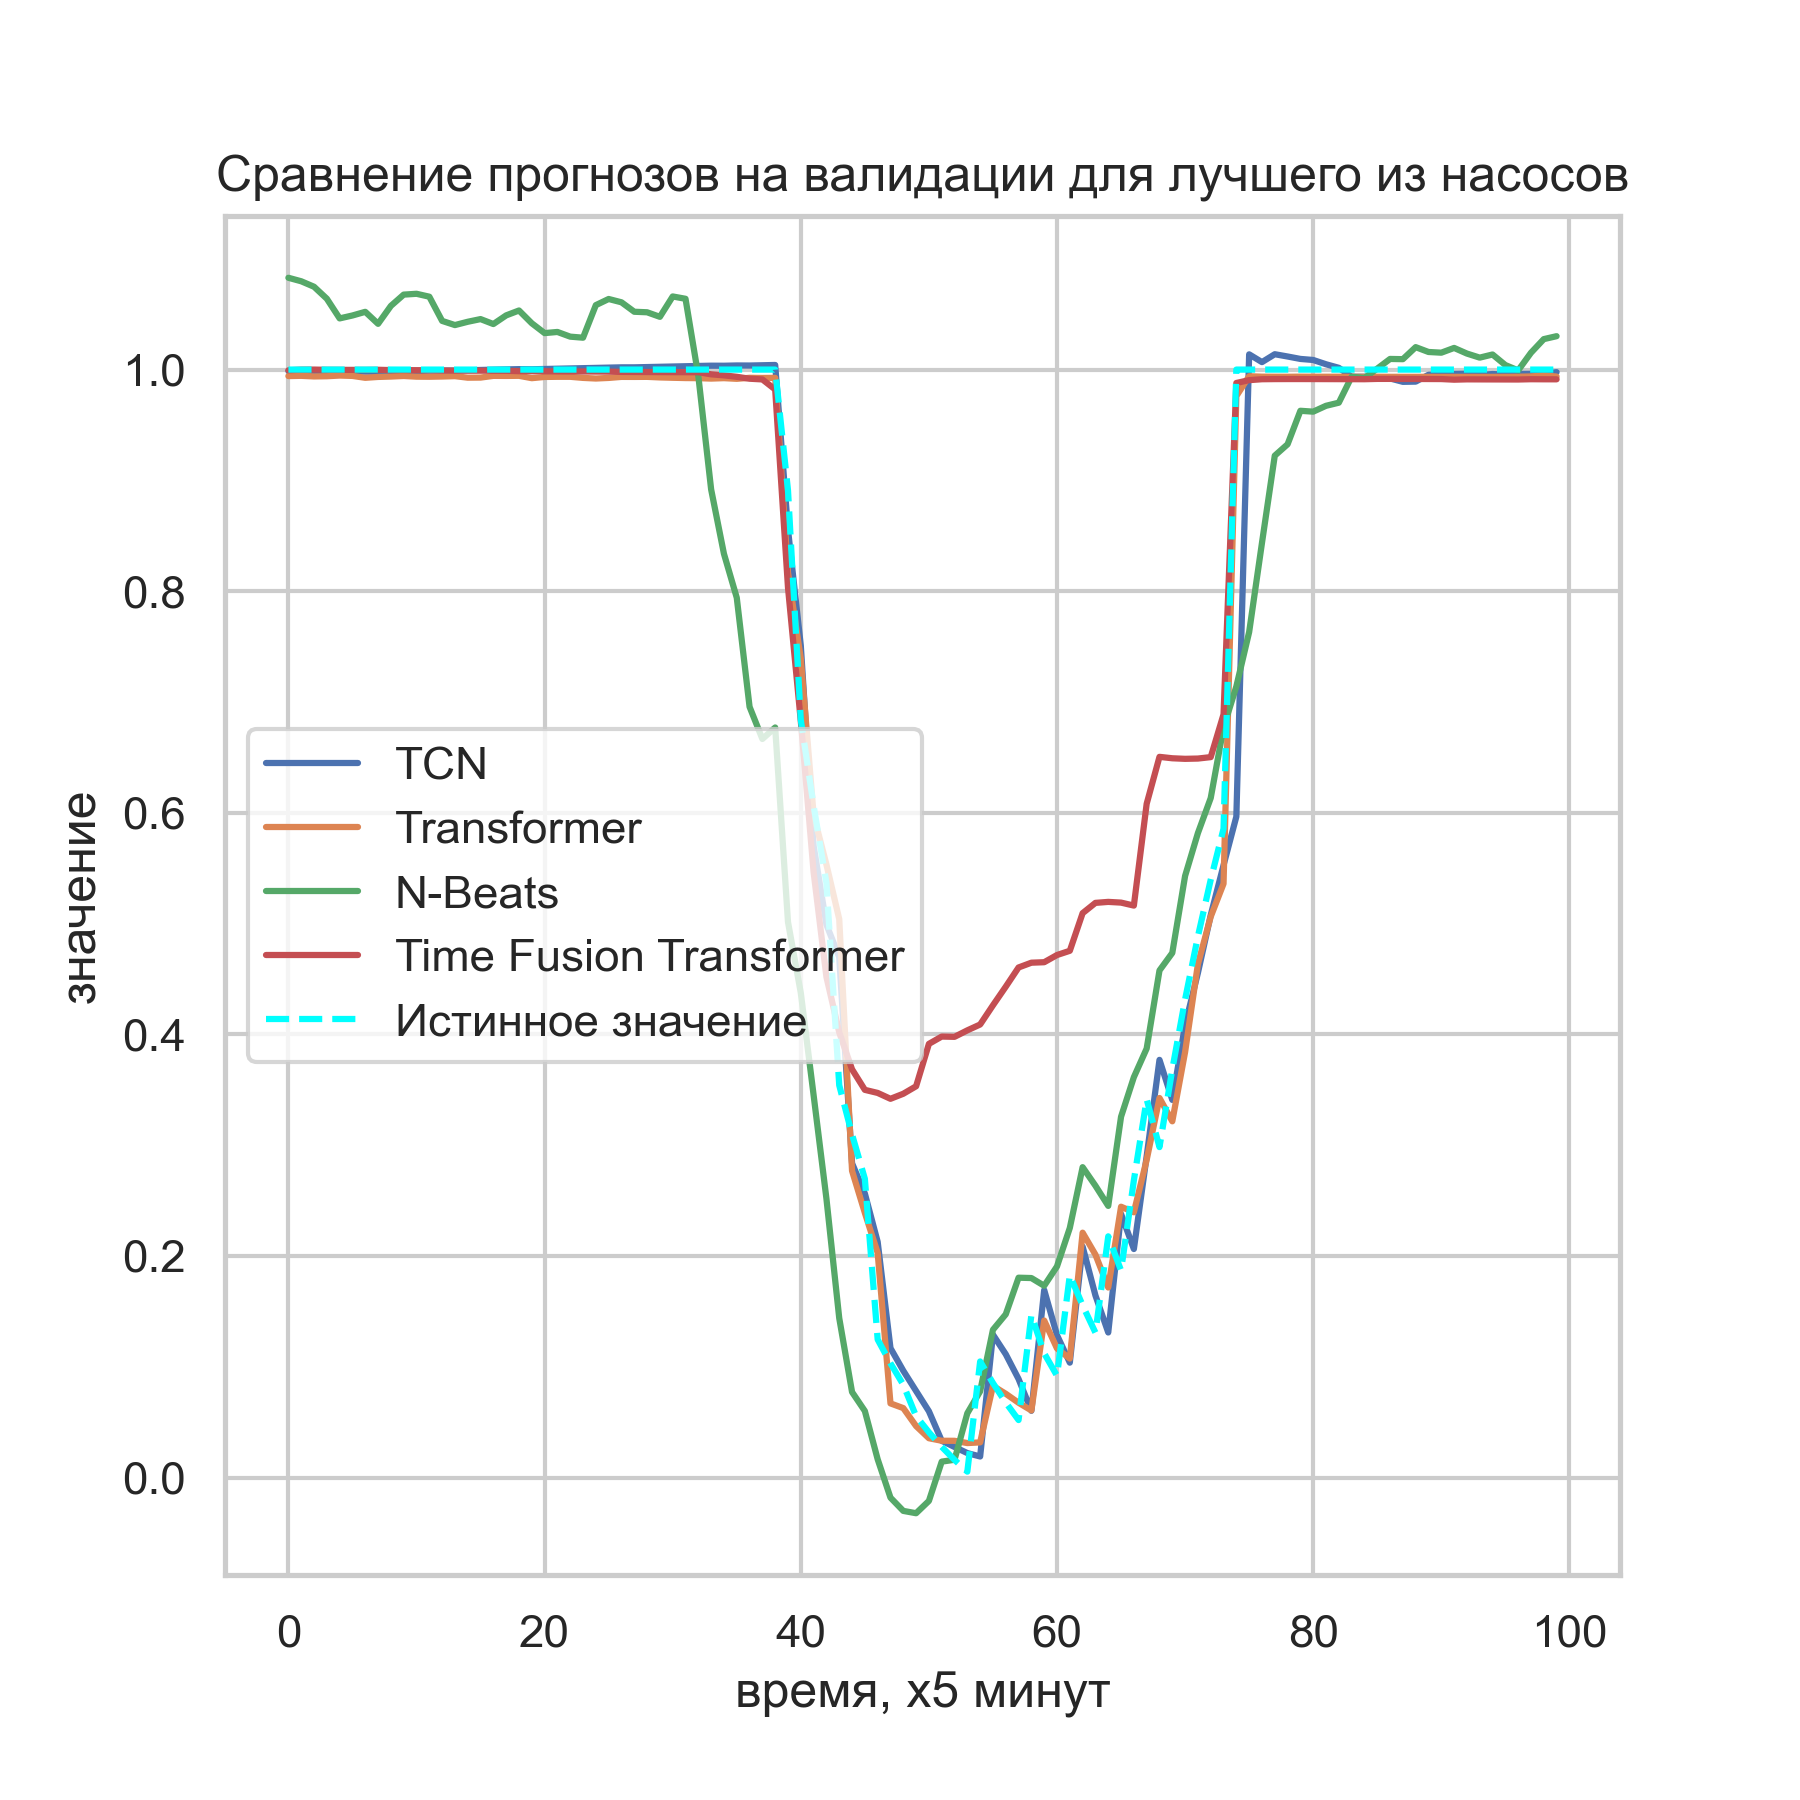 Сравнение прогнозов на валидации для лучшего из насосов
значение
1.0
0.8
0.6
0.4
0.2
0.0
TCN
Transformer
N-Beats
Time Fusion Transformer
Истинное значение
0 20 40 60 80 100
время, x5 минут